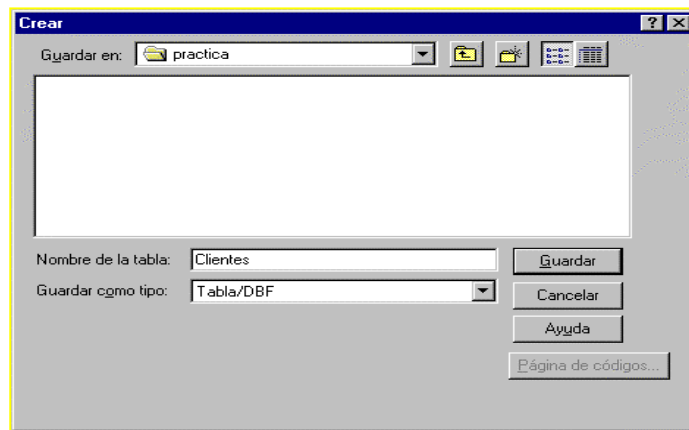 Crear
Guardar en: practica
Nombre de la tabla: Clientes Guardar
Guardar como tipo: Tabla/DBF Cancelar
Ayuda
Página de códigos...